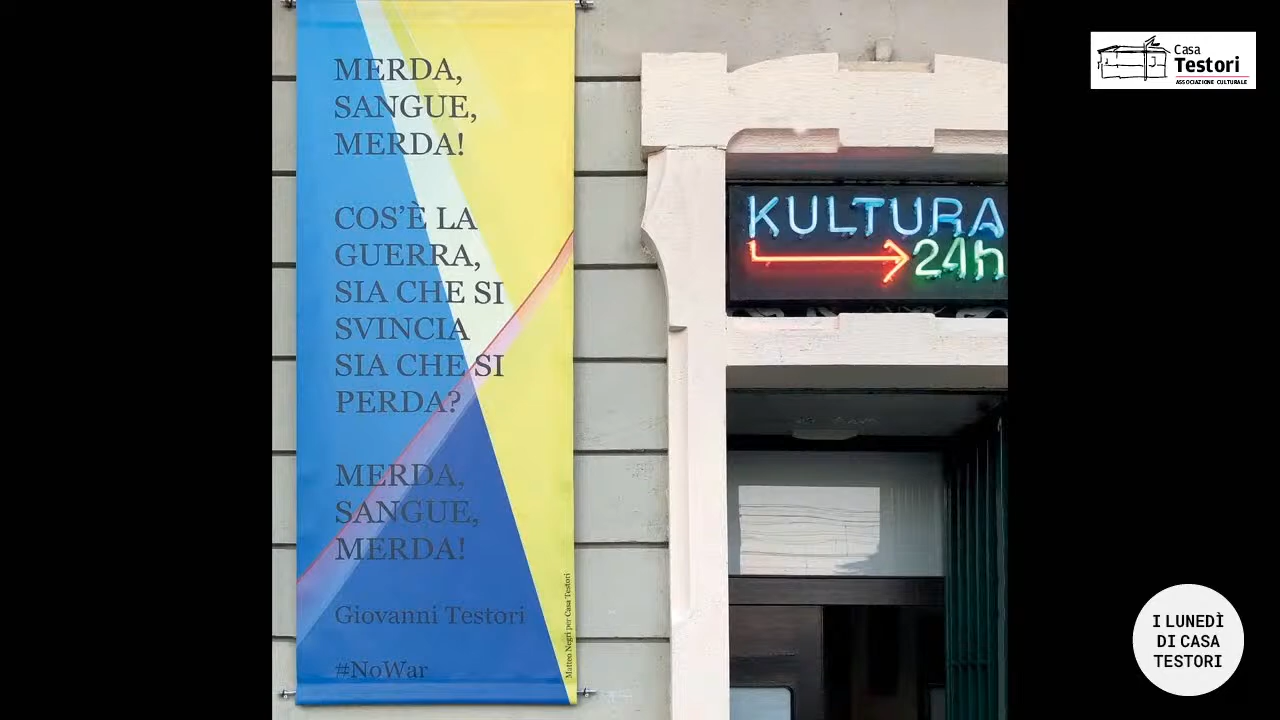 MERDA,
SANGUE,
MERDA!
COS'È LA
GUERRA,
SIA CHE SI
SVINCIA
SIA CHE SI
PERDA?
MERDA,
SANGUE,
MERDA!
Giovanni Testori
#NoWar
Matteo Negri per Casa Testori
KULTURA
24h
Casa
Testori
ASSOCIAZIONE CULTURALE
I LUNEDÌ
DI CASA
TESTORI